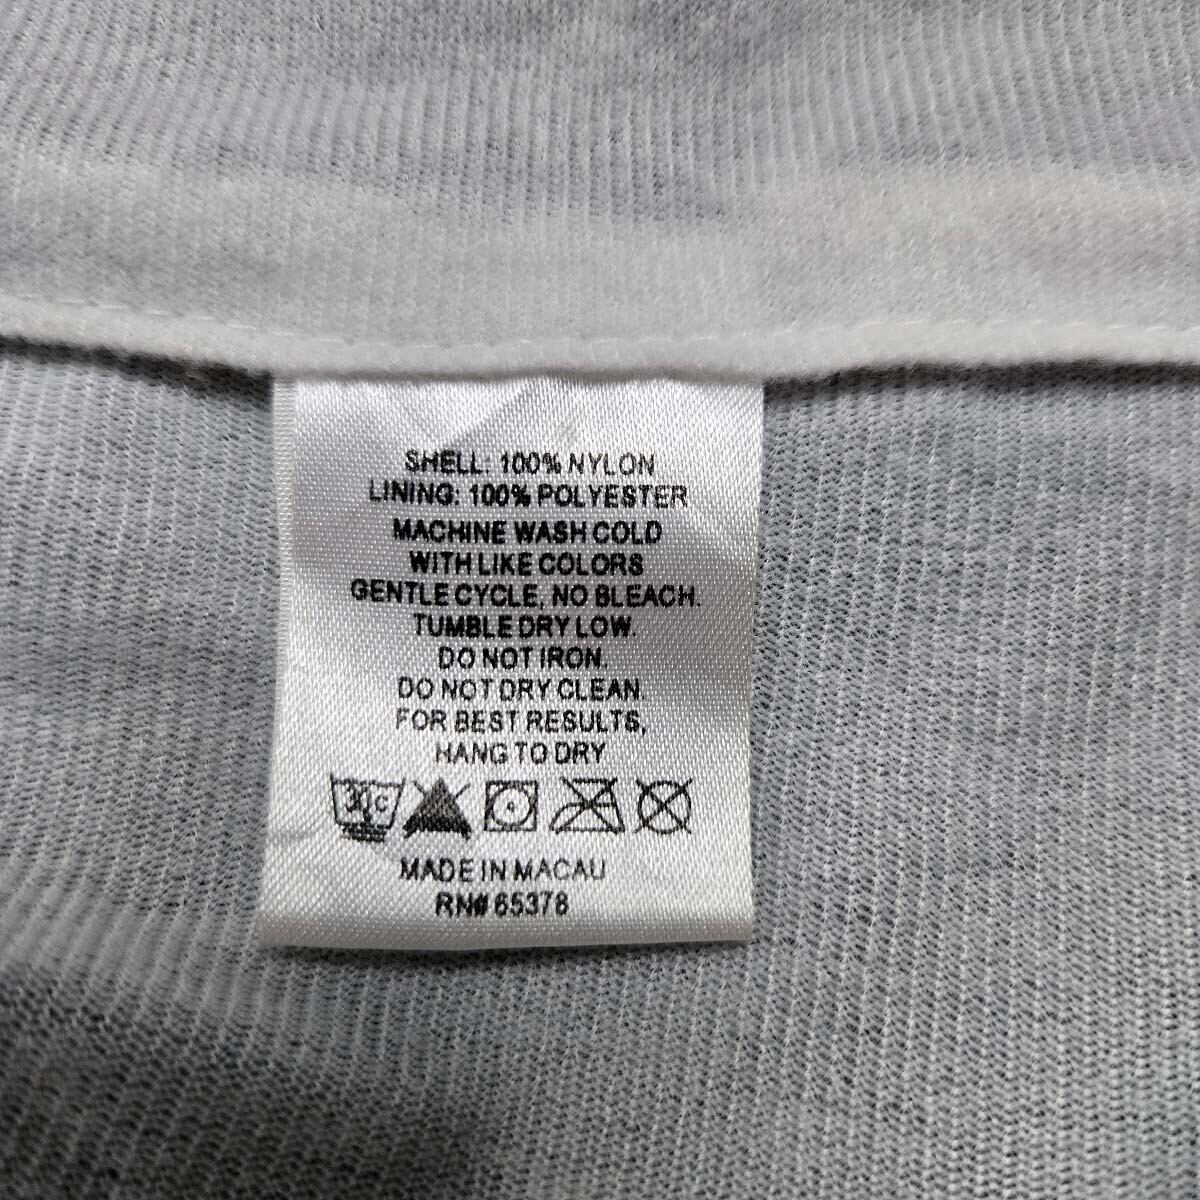 SHELL: 100% NYLON
LINING: 100% POLYESTER
MACHINE WASH COLD
WITH LIKE COLORS
GENTLE CYCLE, NO BLEACH.
TUMBLE DRY LOW.
DO NOT IRON.
DO NOT DRY CLEAN.
FOR BEST RESULTS,
HANG TO DRY
30c
MADE IN MACAU
RN# 65378